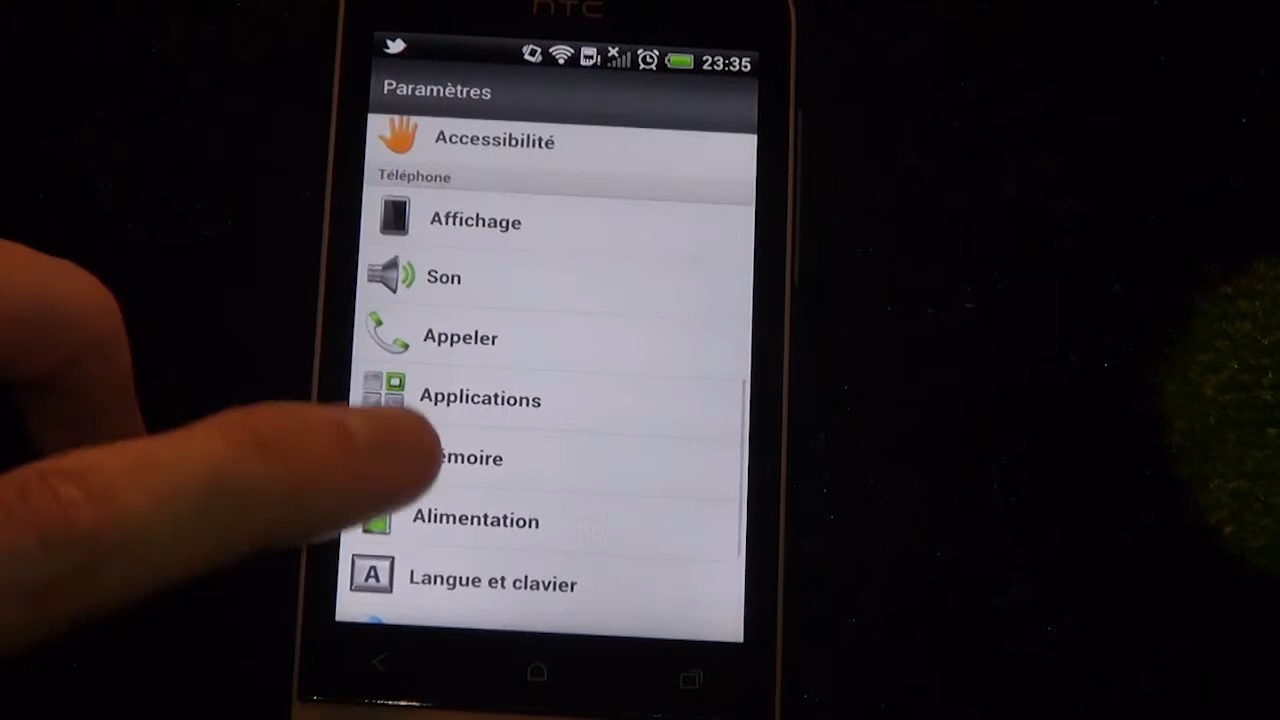 hTC
23:35
Paramètres
Accessibilité
Téléphone
Affichage
Son
Appeler
Applications
émoire
Alimentation
A
Langue et clavier